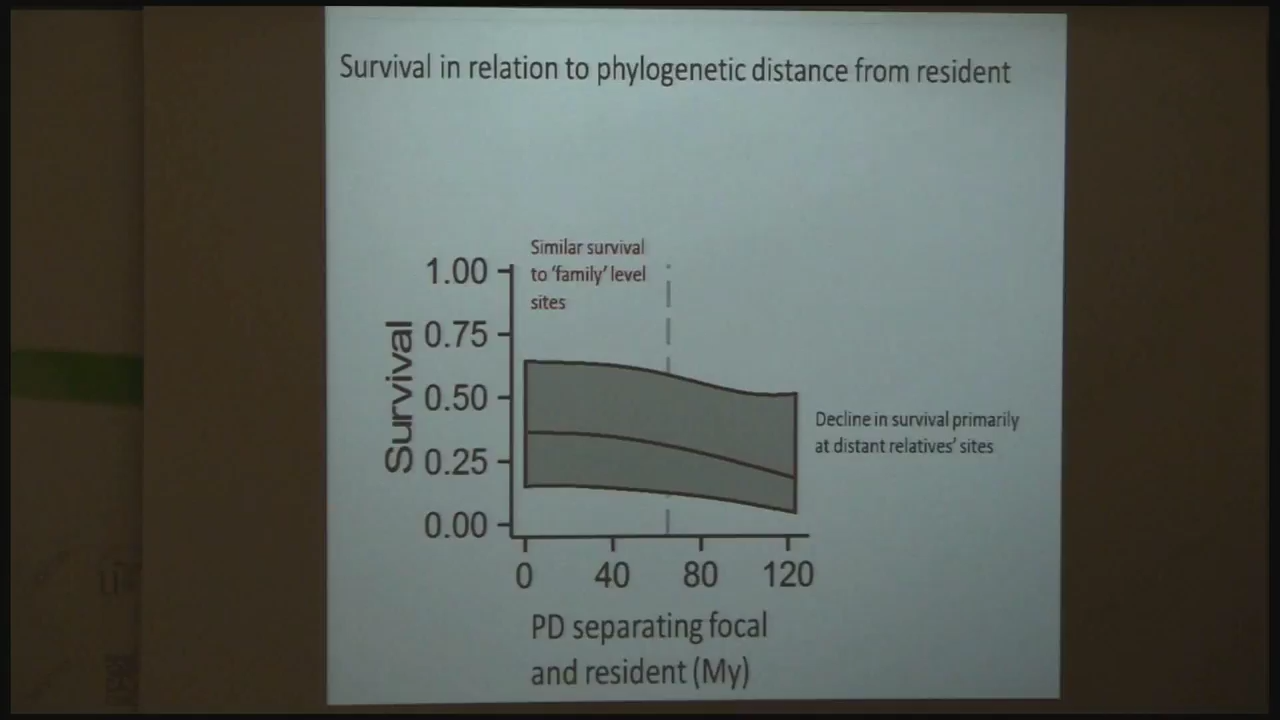 Survival in relation to phylogenetic distance from resident
Similar survival
to ‘family’ level
sites
1.00
0.75
0.50
0.25
0.00
Survival
Decline in survival primarily
at distant relatives’ sites
0 40 80 120
PD separating focal
and resident (My)